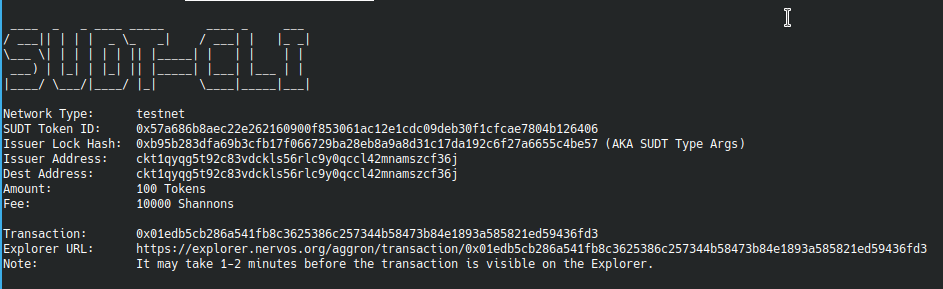 SUDT-CLI
Network Type: testnet
SUDT Token ID: 0x57a686b8aec22e262160900f853061ac12e1cdc09deb30f1cfcae7804b126406
Issuer Lock Hash: 0xb95b283dfa69b3cfb17f066729ba28eb8a9a8d31c17da192c6f27a6655c4be57 (AKA SUDT Type Args)
Issuer Address: ckt1qyqg5t92c83vdckls56rlc9y0qccl42mnamszcf36j
Dest Address: ckt1qyqg5t92c83vdckls56rlc9y0qccl42mnamszcf36j
Amount: 100 Tokens
Fee: 10000 Shannons
Transaction: 0x01edb5cb286a541fb8c3625386c257344b58473b84e1893a585821ed59436fd3
Explorer URL: https://explorer.nervos.org/aggron/transaction/0x01edb5cb286a541fb8c3625386c257344b58473b84e1893a585821ed59436fd3
Note: It may take 1-2 minutes before the transaction is visible on the Explorer.